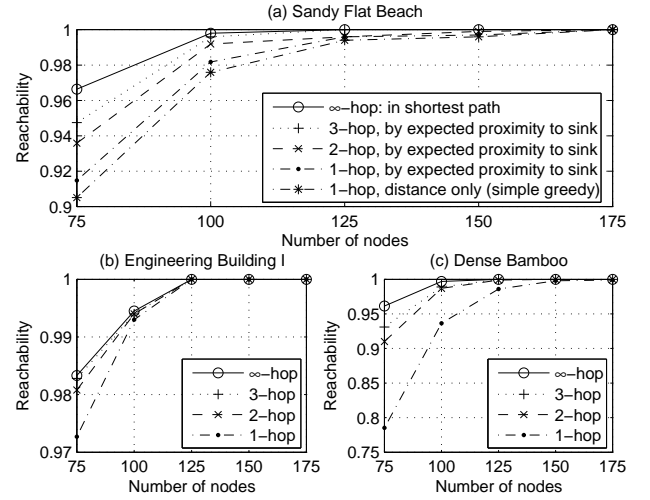 (a) Sandy Flat Beach
1
0.98
0.96
0.94
0.92
0.9
Reachability
∞−hop: in shortest path
3−hop, by expected proximity to sink
2−hop, by expected proximity to sink
1−hop, by expected proximity to sink
1−hop, distance only (simple greedy)
75 100 125 150 175
Number of nodes
(b) Engineering Building I
1
0.99
0.98
0.97
Reachability
∞−hop
3−hop
2−hop
1−hop
75 100 125 150 175
Number of nodes
(c) Dense Bamboo
1
0.95
0.9
0.85
0.8
0.75
Reachability
∞−hop
3−hop
2−hop
1−hop
75 100 125 150 175
Number of nodes